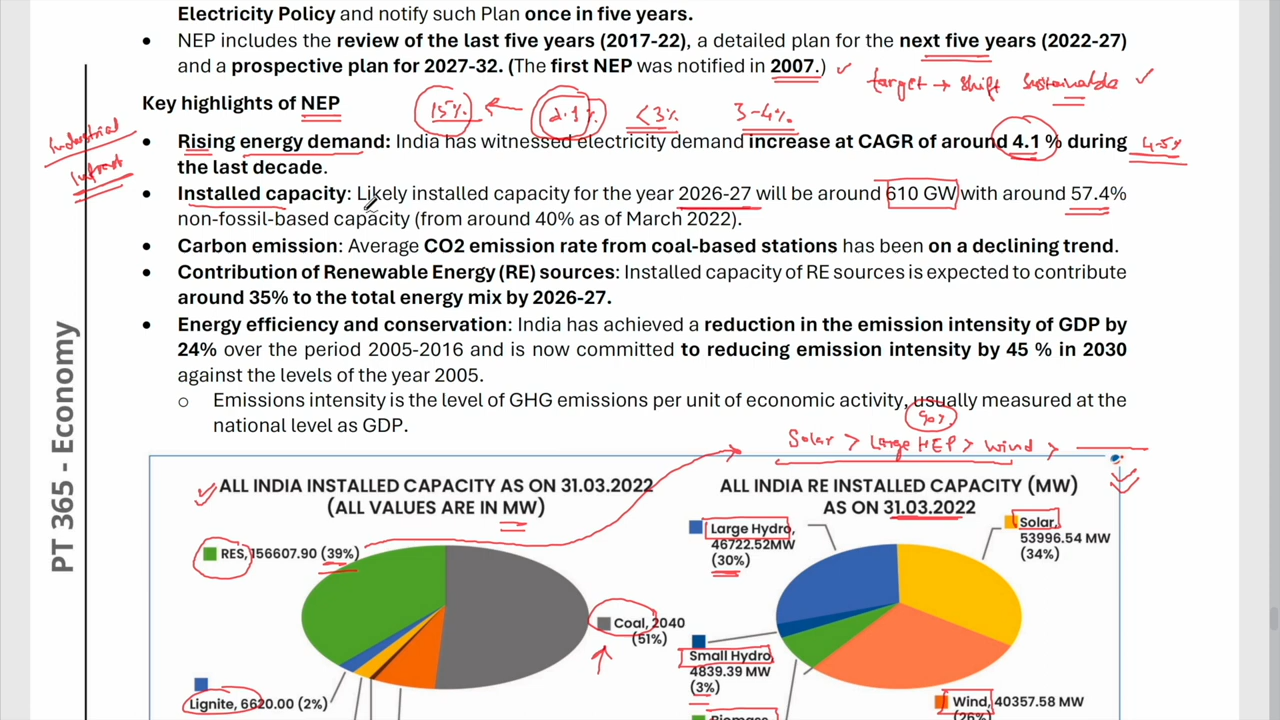 Electricity Policy and notify such Plan once in five years.
• NEP includes the review of the last five years (2017-22), a detailed plan for the next five years (2022-27)
and a prospective plan for 2027-32. (The first NEP was notified in 2007.)
target → shift sustainable
Key highlights of NEP
15% ← 2.1% <3% 3-4%
Industrial
Infrast
• Rising energy demand: India has witnessed electricity demand increase at CAGR of around 4.1 % during
4-5%
the last decade.
• Installed capacity: Likely installed capacity for the year 2026-27 will be around 610 GW with around 57.4%
non-fossil-based capacity (from around 40% as of March 2022).
• Carbon emission: Average CO2 emission rate from coal-based stations has been on a declining trend.
• Contribution of Renewable Energy (RE) sources: Installed capacity of RE sources is expected to contribute
around 35% to the total energy mix by 2026-27.
• Energy efficiency and conservation: India has achieved a reduction in the emission intensity of GDP by
24% over the period 2005-2016 and is now committed to reducing emission intensity by 45 % in 2030
against the levels of the year 2005.
o Emissions intensity is the level of GHG emissions per unit of economic activity, usually measured at the
national level as GDP.
90%
Solar > Large HEP > Wind >
PT 365 - Economy
ALL INDIA INSTALLED CAPACITY AS ON 31.03.2022
(ALL VALUES ARE IN MW)
RES, 156607.90 (39%)
Coal, 2040
(51%)
Lignite, 6620.00 (2%)
ALL INDIA RE INSTALLED CAPACITY (MW)
AS ON 31.03.2022
Large Hydro,
46722.52MW
(30%)
Solar,
53996.54 MW
(34%)
Small Hydro,
4839.39 MW
(3%)
Biomass
Wind, 40357.58 MW
(26%)